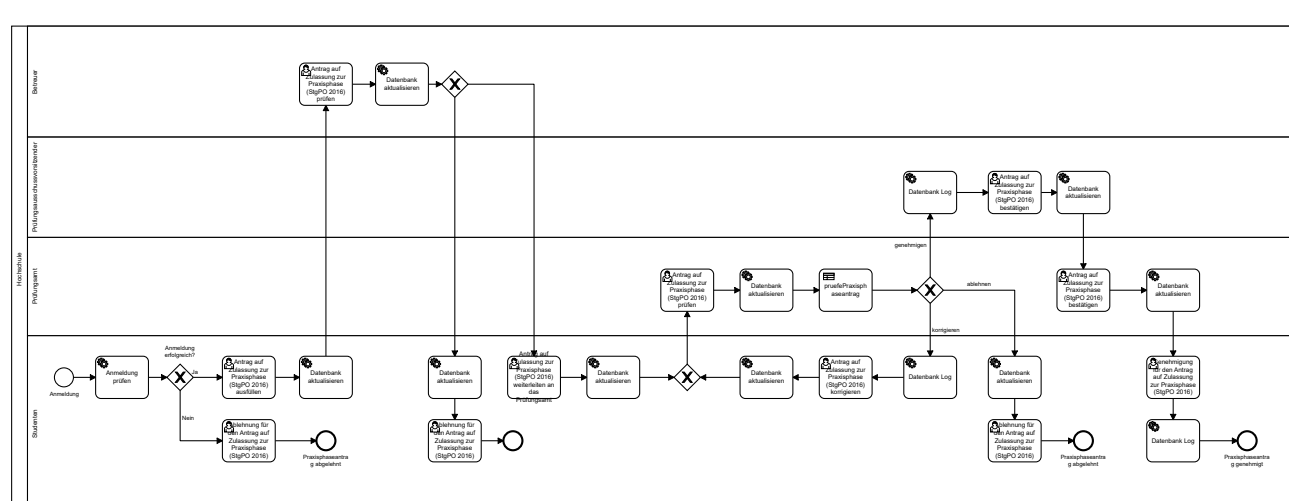 Hochschule
Betreuer
Antrag auf
Zulassung zur
Praxisphase
(StgPO 2016)
prüfen
Datenbank
aktualisieren
Prüfungsausschussvorsitzender
Datenbank Log
Antrag auf
Zulassung zur
Praxisphase
(StgPO 2016)
bestätigen
Datenbank
aktualisieren
Prüfungsamt
genehmigen
Antrag auf
Zulassung zur
Praxisphase
(StgPO 2016)
prüfen
Datenbank
aktualisieren
pruefePraxisph
aseantrag
ablehnen
korrigieren
Antrag auf
Zulassung zur
Praxisphase
(StgPO 2016)
bestätigen
Datenbank
aktualisieren
Studenten
Anmeldung
Anmeldung
prüfen
Anmeldung
erfolgreich?
Ja
Nein
Antrag auf
Zulassung zur
Praxisphase
(StgPO 2016)
ausfüllen
Datenbank
aktualisieren
Datenbank
aktualisieren
Antrag auf
Zulassung zur
Praxisphase
(StgPO 2016)
weiterleiten an
das
Prüfungsamt
Datenbank
aktualisieren
Datenbank
aktualisieren
Antrag auf
Zulassung zur
Praxisphase
(StgPO 2016)
korrigieren
Datenbank Log
Datenbank
aktualisieren
Genehmigung
für den Antrag
auf Zulassung
zur Praxisphase
(StgPO 2016)
Ablehnung für
den Antrag auf
Zulassung zur
Praxisphase
(StgPO 2016)
Praxisphaseantra
g abgelehnt
Ablehnung für
den Antrag auf
Zulassung zur
Praxisphase
(StgPO 2016)
Ablehnung für
den Antrag auf
Zulassung zur
Praxisphase
(StgPO 2016)
Praxisphaseantra
g abgelehnt
Datenbank Log
Praxisphaseantra
g genehmigt